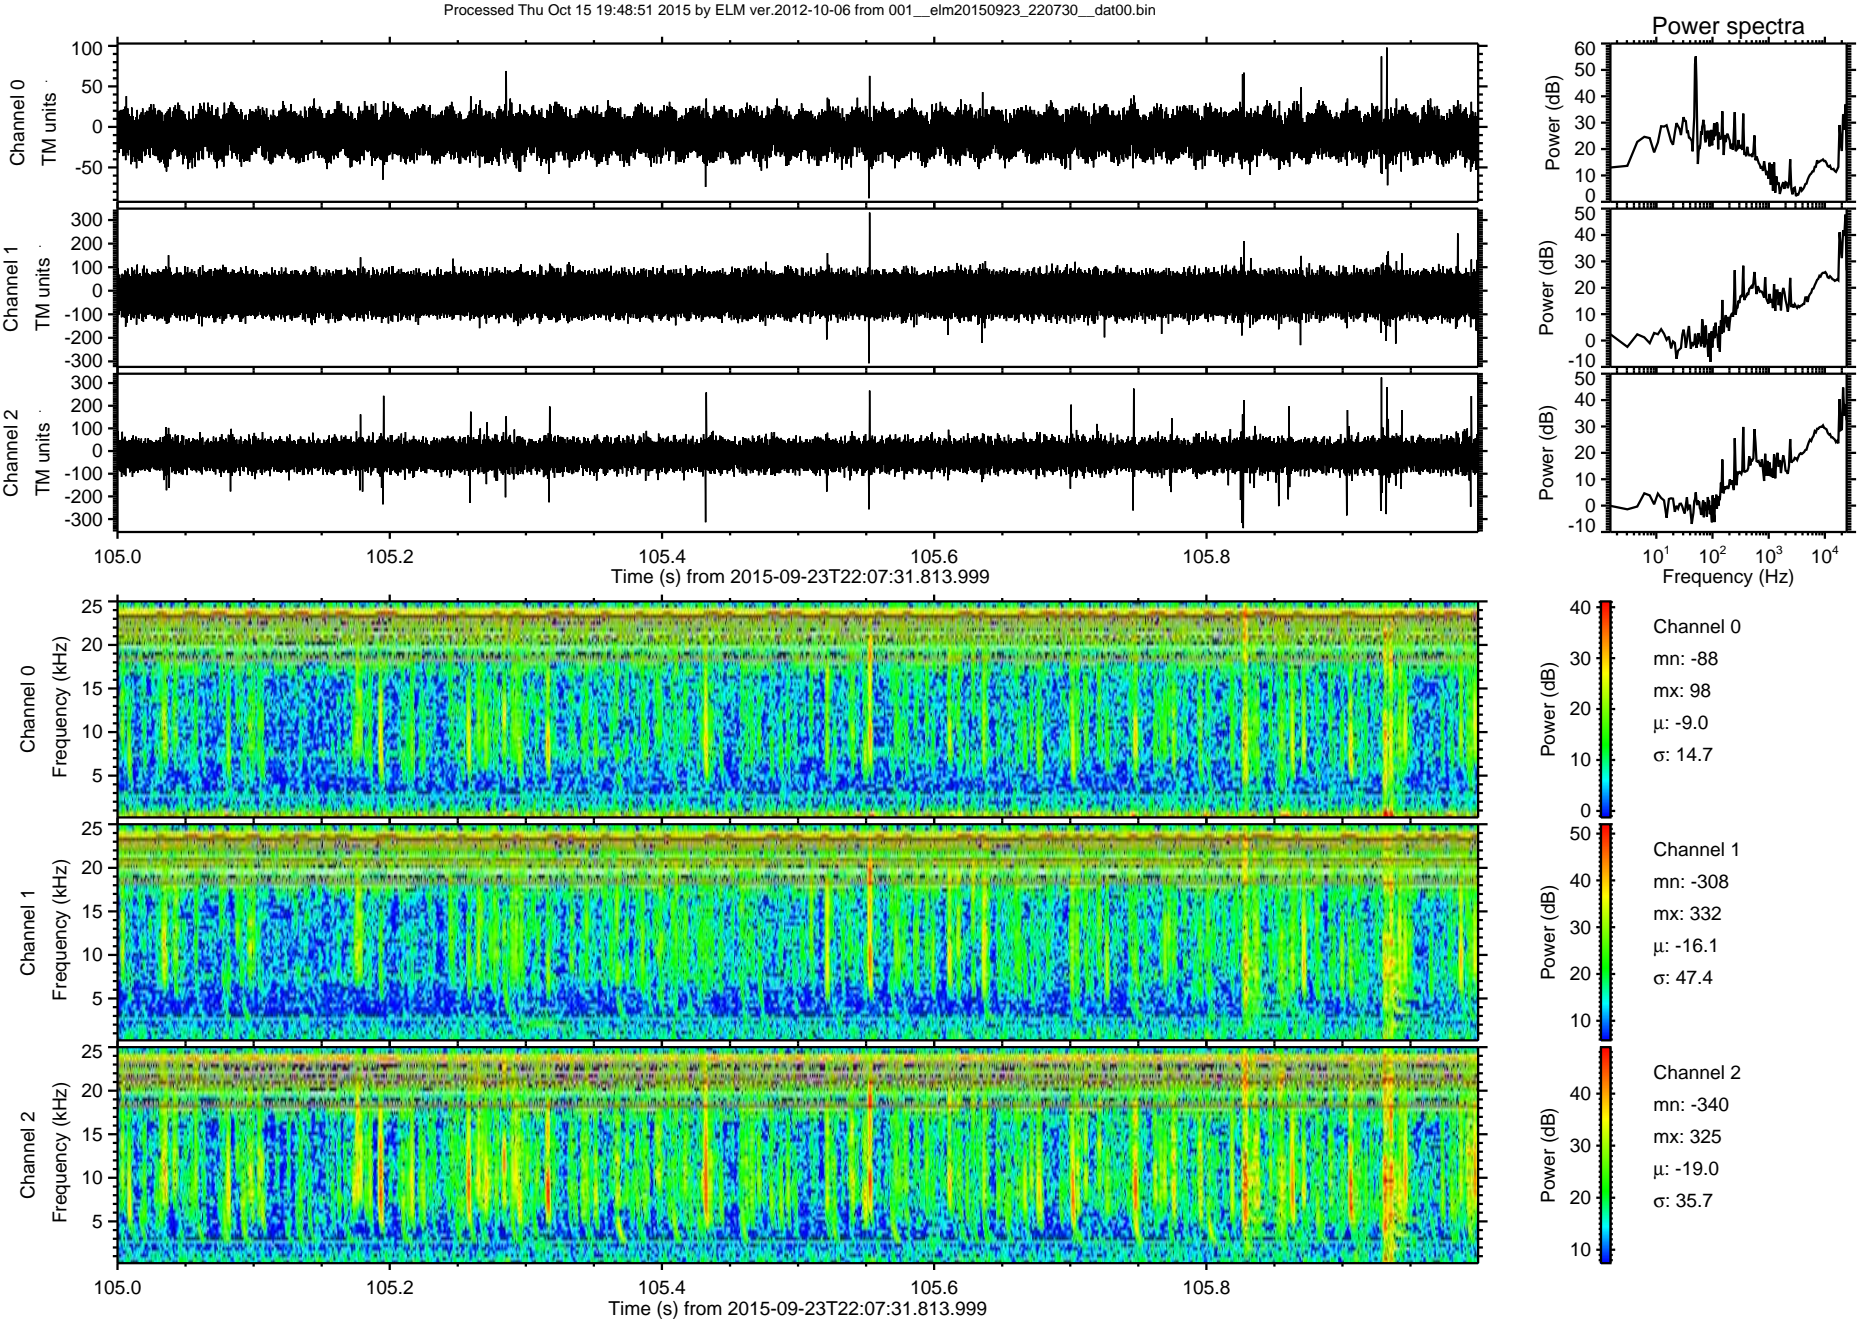 Processed Thu Oct 15 19:48:51 2015 by ELM ver.2012-10-06 from 001__elm20150923_220730__dat00.bin
Power spectra
Channel 0
TM units
100
50
0
-50
Power (dB)
60
50
40
30
20
10
0
Channel 1
TM units
300
200
100
0
-100
-200
-300
Power (dB)
50
40
30
20
10
0
-10
Channel 2
TM units
300
200
100
0
-100
-200
-300
Power (dB)
50
40
30
20
10
0
-10
105.0 105.2 105.4 105.6 105.8
Time (s) from 2015-09-23T22:07:31.813.999
10^1 10^2 10^3 10^4
Frequency (Hz)
Channel 0
Frequency (kHz)
25
20
15
10
5
Power (dB)
40
30
20
10
0
Channel 0
mn: -88
mx: 98
μ: -9.0
σ: 14.7
Channel 1
Frequency (kHz)
25
20
15
10
5
Power (dB)
50
40
30
20
10
Channel 1
mn: -308
mx: 332
μ: -16.1
σ: 47.4
Channel 2
Frequency (kHz)
25
20
15
10
5
Power (dB)
40
30
20
10
Channel 2
mn: -340
mx: 325
μ: -19.0
σ: 35.7
105.0 105.2 105.4 105.6 105.8
Time (s) from 2015-09-23T22:07:31.813.999